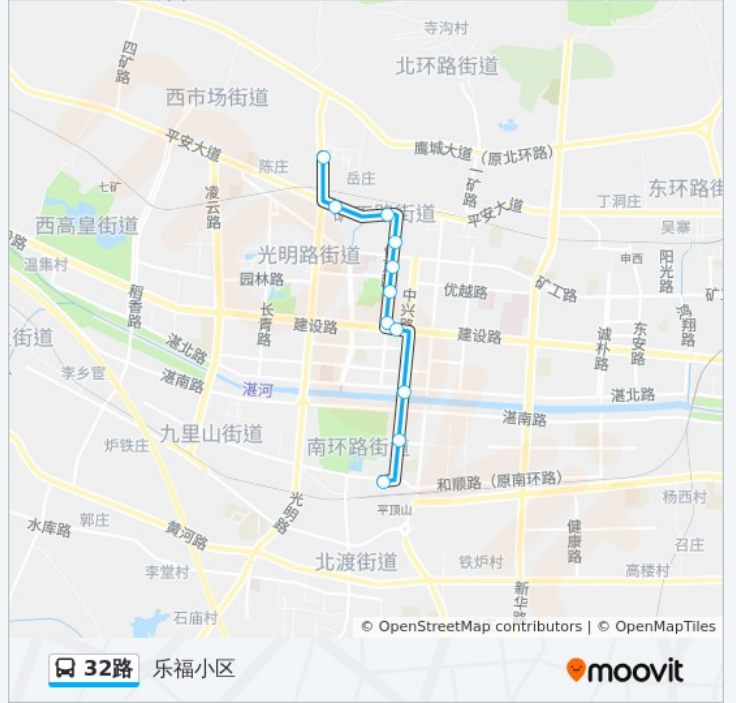 寺沟村
四矿路
北环路街道
西市场街道
平安大道
鹰城大道（原北环路）
陈庄
岳庄
一矿路
七矿
凌云路
丁洼庄
东环路街
平安大道
西高皇街道
路街道
吴寨
光明路街道
申西
阳光路
温集村
园林路
优越路
矿工路
矿
稻香路
长青路
中兴路
鸿翔路
建设路
建设路
诚朴路
东安路
街道
湛北路
李乡宦
湛南路
湛河
湛北路
湛南路
九里山街道
南环路街道
炉铁庄
和顺路（原南环路）
杨西村
光明路
平顶山
水库路
郭庄
黄河路
健康路
召庄
北渡街道
铁炉村
李堂村
高楼村
新华路
石庙村
© OpenStreetMap contributors | © OpenMapTiles
32路 乐福小区
moovit